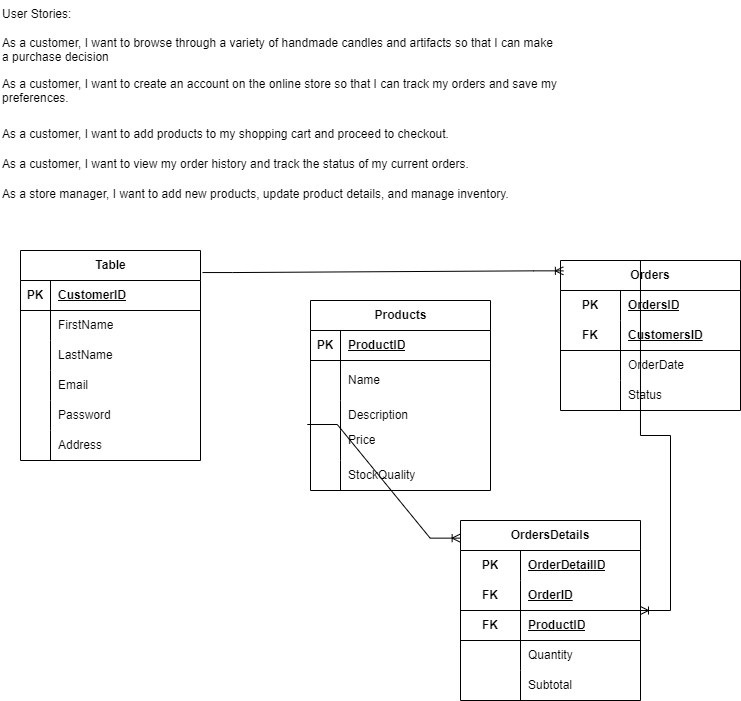 User Stories:
As a customer, I want to browse through a variety of handmade candles and artifacts so that I can make
a purchase decision
As a customer, I want to create an account on the online store so that I can track my orders and save my
preferences.
As a customer, I want to add products to my shopping cart and proceed to checkout.
As a customer, I want to view my order history and track the status of my current orders.
As a store manager, I want to add new products, update product details, and manage inventory.
Table
PK CustomerID
FirstName
LastName
Email
Password
Address
Products
PK ProductID
Name
Description
Price
StockQuality
Orders
PK OrdersID
FK CustomersID
OrderDate
Status
OrdersDetails
PK OrderDetailID
FK OrderID
FK ProductID
Quantity
Subtotal